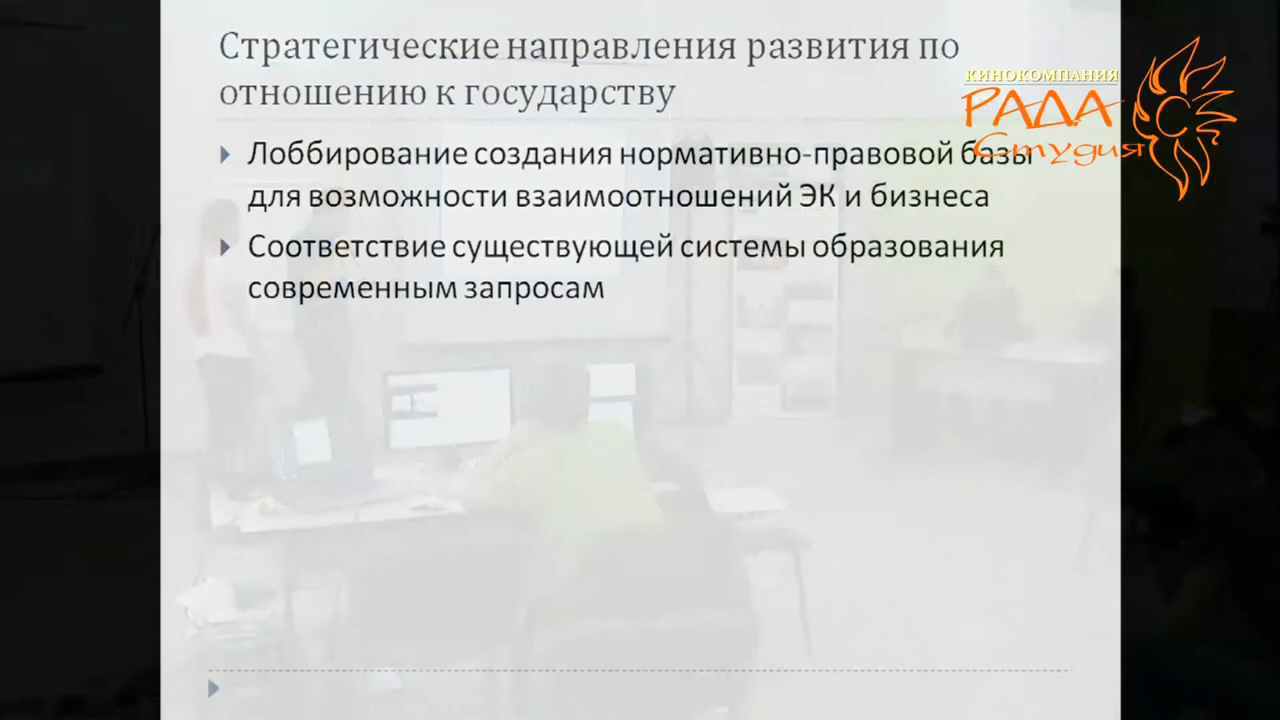 Стратегические направления развития по
отношению к государству
Лоббирование создания нормативно-правовой базы
для возможности взаимоотношений ЭК и бизнеса
Соответствие существующей системы образования
современным запросам
КИНОКОМПАНИЯ
РАДА
Студия